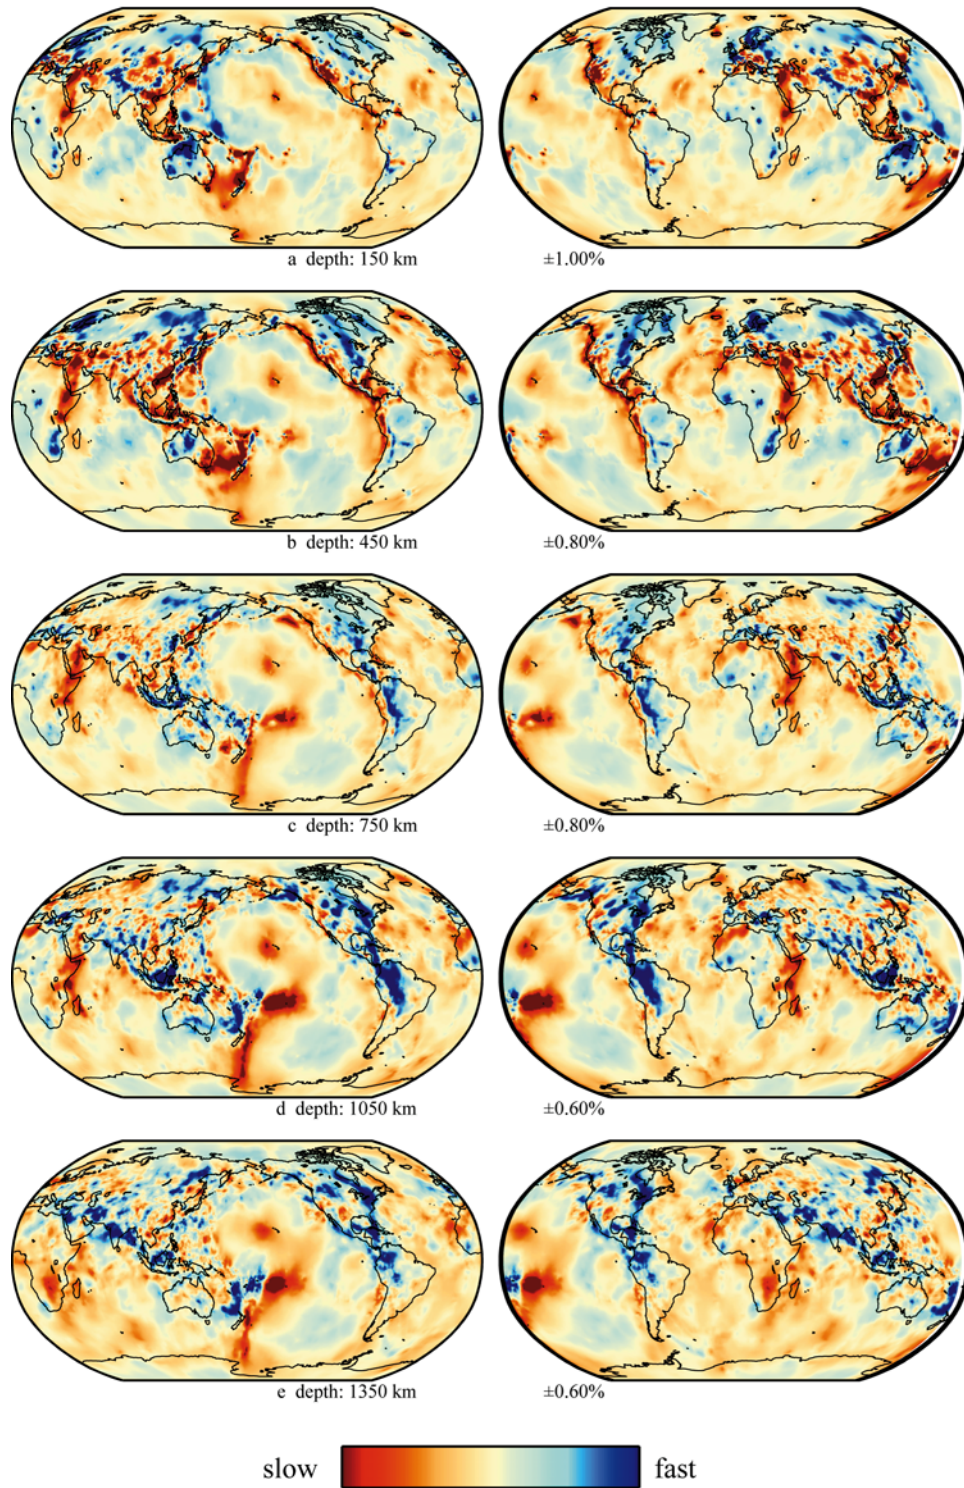 a depth: 150 km ±1.00%
b depth: 450 km ±0.80%
c depth: 750 km ±0.80%
d depth: 1050 km ±0.60%
e depth: 1350 km ±0.60%
slow fast